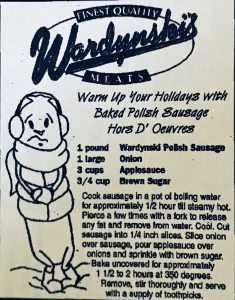 FINEST QUALITY
Wardynski's
MEATS
Warm Up Your Holidays with
Baked Polish Sausage
Hors D' Oeuvres
1 pound Wardynski Polish Sausage
1 large Onion
3 cups Applesauce
3/4 cup Brown Sugar
Cook sausage in a pot of boiling water
for approximately 1/2 hour till steamy hot.
Pierce a few times with a fork to release
any fat and remove from water. Cool. Cut
sausage into 1/4 inch slices. Slice onion
over sausage, pour applesauce over
onions and sprinkle with brown sugar.
Bake uncovered for approximately
1 1/2 to 2 hours at 350 degrees.
Remove, stir thoroughly and serve
with a supply of toothpicks.